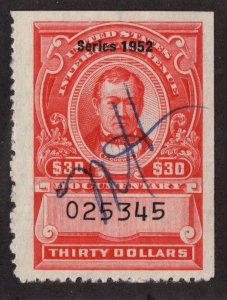 UNITED STATES
Series 1952
INTERNAL REVENUE
$30 $30
DOCUMENTARY
025345
THIRTY DOLLARS